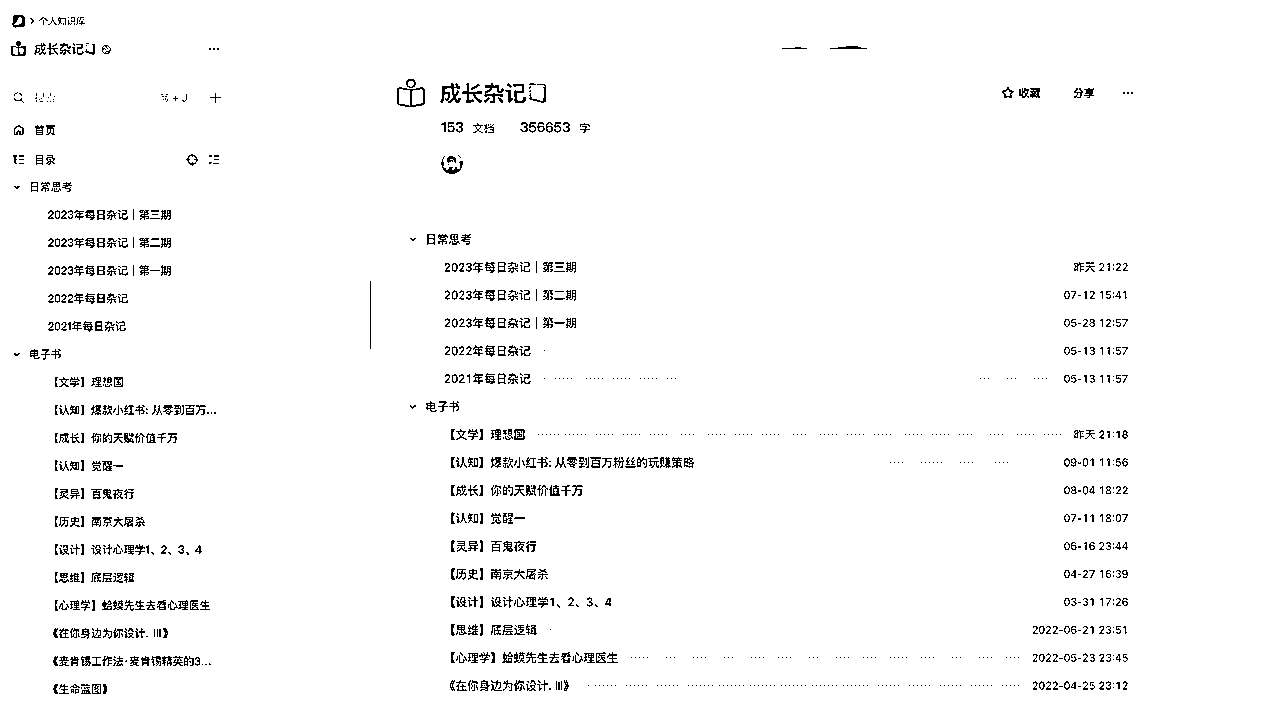 个人知识库
成长杂记
搜索 ⌘ + J
首页
目录
日常思考
2023年每日杂记｜第三期
2023年每日杂记｜第二期
2023年每日杂记｜第一期
2022年每日杂记
2021年每日杂记
电子书
【文学】理想国
【认知】爆款小红书: 从零到百万...
【成长】你的天赋价值千万
【认知】觉醒一
【灵异】百鬼夜行
【历史】南京大屠杀
【设计】设计心理学1、2、3、4
【思维】底层逻辑
【心理学】蛤蟆先生去看心理医生
《在你身边为你设计. III》
《麦肯锡工作法·麦肯锡精英的3...
《生命蓝图》
成长杂记
收藏 分享
153 文档 356653 字
日常思考
2023年每日杂记｜第三期 昨天 21:22
2023年每日杂记｜第二期 07-12 15:41
2023年每日杂记｜第一期 05-28 12:57
2022年每日杂记 05-13 11:57
2021年每日杂记 05-13 11:57
电子书
【文学】理想国 昨天 21:18
【认知】爆款小红书: 从零到百万粉丝的玩赚策略 09-01 11:56
【成长】你的天赋价值千万 08-04 18:22
【认知】觉醒一 07-11 18:07
【灵异】百鬼夜行 06-16 23:44
【历史】南京大屠杀 04-27 16:39
【设计】设计心理学1、2、3、4 03-31 17:26
【思维】底层逻辑 2022-06-21 23:51
【心理学】蛤蟆先生去看心理医生 2022-05-23 23:45
《在你身边为你设计. III》 2022-04-25 23:12